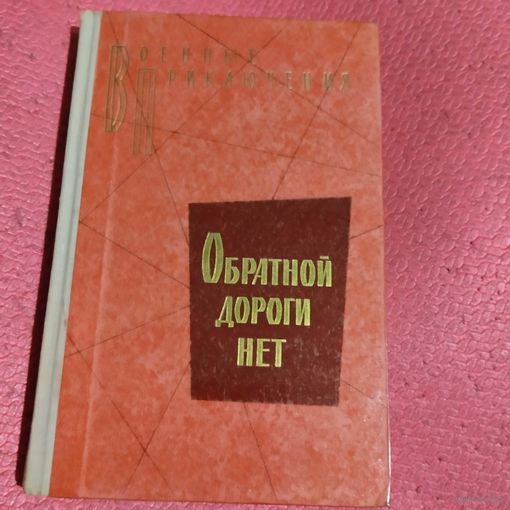 Военные
Приключения
Обратной
дороги
нет